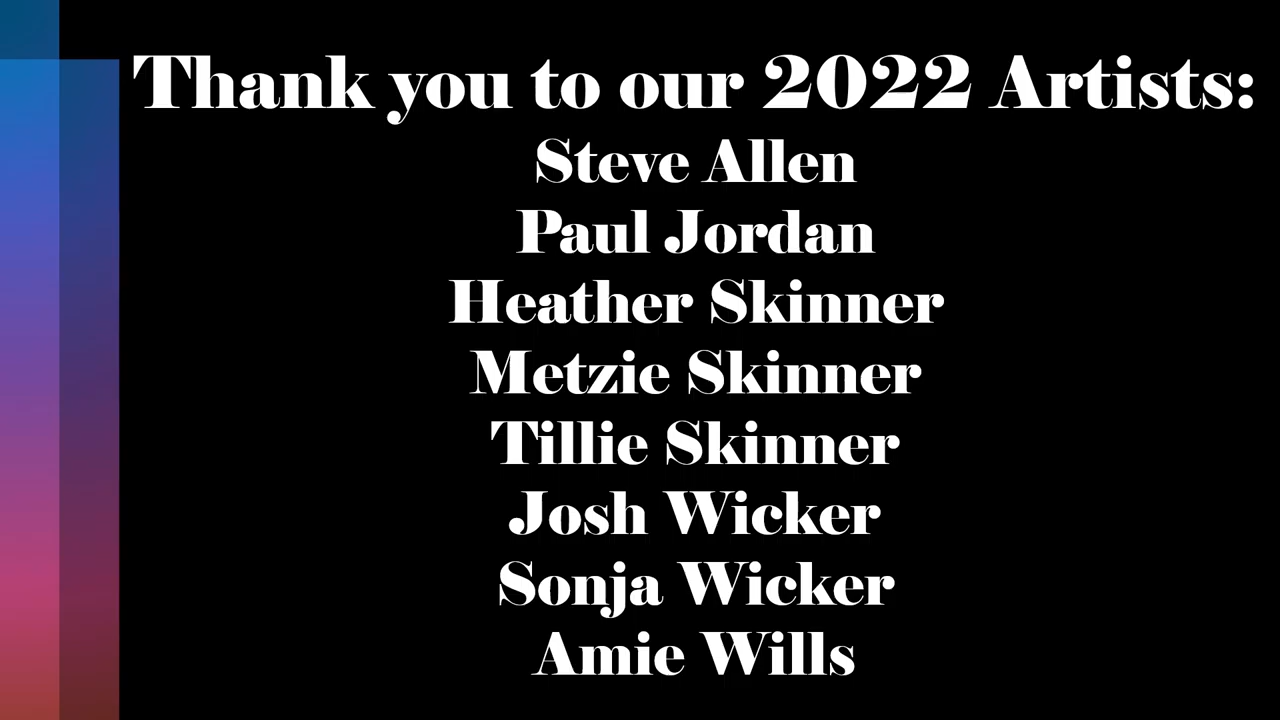 Thank you to our 2022 Artists:
Steve Allen
Paul Jordan
Heather Skinner
Metzie Skinner
Tillie Skinner
Josh Wicker
Sonja Wicker
Amie Wills